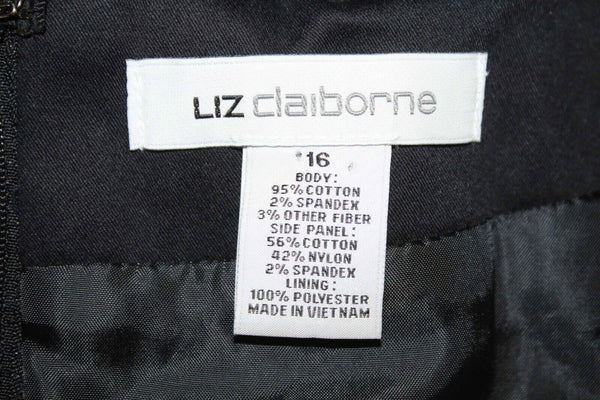 LIZ claiborne
16
BODY:
95% COTTON
2% SPANDEX
3% OTHER FIBER
SIDE PANEL:
56% COTTON
42% NYLON
2% SPANDEX
LINING:
100% POLYESTER
MADE IN VIETNAM